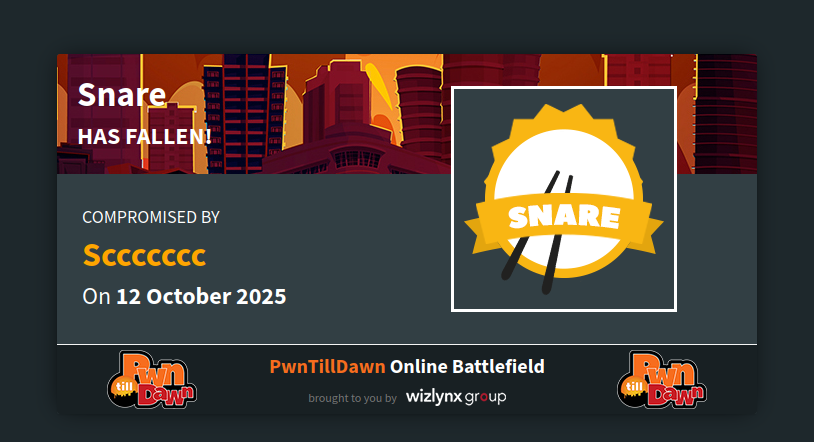 Snare
HAS FALLEN!
SNARE
COMPROMISED BY
Sccccccc
On 12 October 2025
Pwn
till
Dawn
PwnTillDawn Online Battlefield
brought to you by wizlynx group
Pwn
till
Dawn